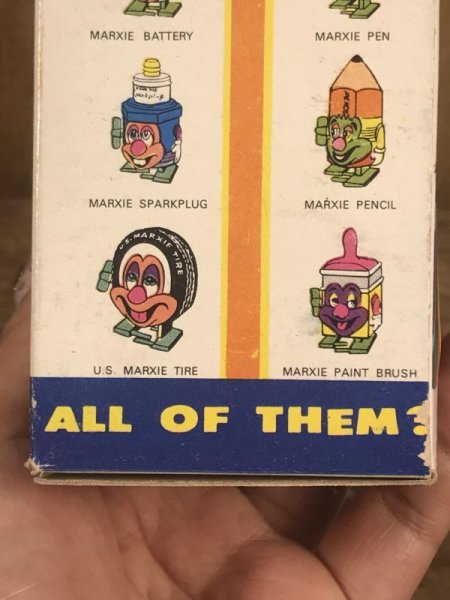 MARXIE BATTERY
MARXIE PEN
MARXIE SPARKPLUG
MARXIE PENCIL
U.S. MARXIE TIRE
U.S. MARXIE TIRE
MARXIE PAINT BRUSH
ALL OF THEM?